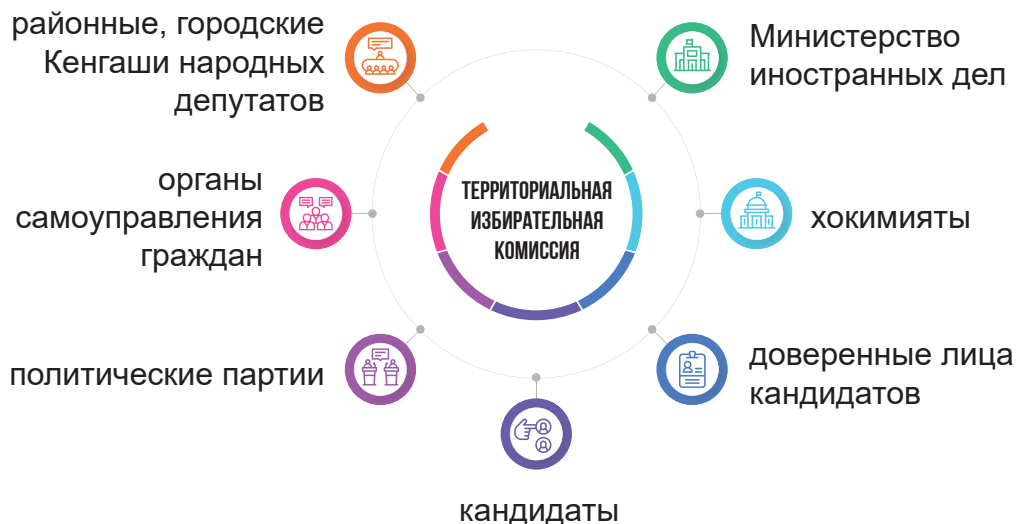 районные, городские
Кенгаши народных
депутатов
Министерство
иностранных дел
органы
самоуправления
граждан
ТЕРРИТОРИАЛЬНАЯ
ИЗБИРАТЕЛЬНАЯ
КОМИССИЯ
хокимияты
политические партии
доверенные лица
кандидатов
кандидаты